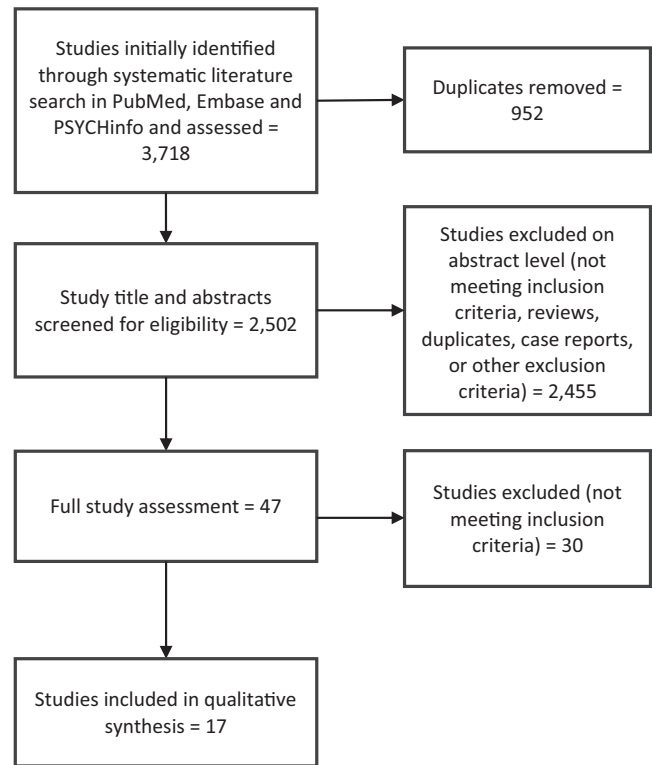 Studies initially identified
through systematic literature
search in PubMed, Embase and
PSYCHinfo and assessed =
3,718
Duplicates removed =
952
Study title and abstracts
screened for eligibility = 2,502
Studies excluded on
abstract level (not
meeting inclusion
criteria, reviews,
duplicates, case reports,
or other exclusion
criteria) = 2,455
Full study assessment = 47
Studies excluded (not
meeting inclusion
criteria) = 30
Studies included in qualitative
synthesis = 17